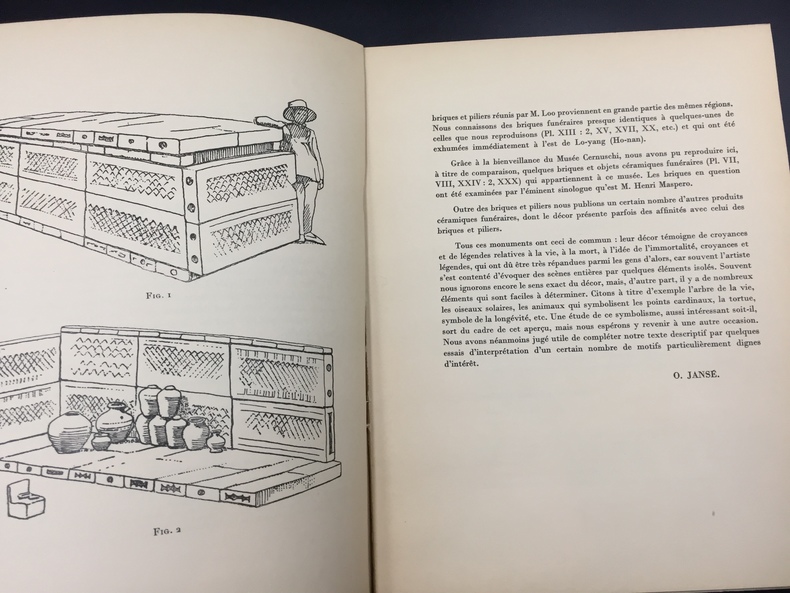 FIG. 1
FIG. 2
briques et piliers réunis par M. Loo proviennent en grande partie des mêmes régions.
Nous connaissons des briques funéraires presque identiques à quelques-unes de
celles que nous reproduisons (Pl. XIII : 2, XV, XVII, XX, etc.) et qui ont été
exhumées immédiatement à l'est de Lo-yang (Ho-nan).
Grâce à la bienveillance du Musée Cernuschi, nous avons pu reproduire ici,
à titre de comparaison, quelques briques et objets céramiques funéraires (Pl. VII,
VIII, XXIV : 2, XXX) qui appartiennent à ce musée. Les briques en question
ont été examinées par l'éminent sinologue qu'est M. Henri Maspero.
Outre des briques et piliers nous publions un certain nombre d'autres produits
céramiques funéraires, dont le décor présente parfois des affinités avec celui des
briques et piliers.
Tous ces monuments ont ceci de commun : leur décor témoigne de croyances
et de légendes relatives à la vie, à la mort, à l'idée de l'immortalité, croyances et
légendes, qui ont dû être très répandues parmi les gens d'alors, car souvent l'artiste
s'est contenté d'évoquer des scènes entières par quelques éléments isolés. Souvent
nous ignorons encore le sens exact du décor, mais, d'autre part, il y a de nombreux
éléments qui sont faciles à déterminer. Citons à titre d'exemple l'arbre de la vie,
les oiseaux solaires, les animaux qui symbolisent les points cardinaux, la tortue,
symbole de la longévité, etc. Une étude de ce symbolisme, aussi intéressant soit-il,
sort du cadre de cet aperçu, mais nous espérons y revenir à une autre occasion.
Nous avons néanmoins jugé utile de compléter notre texte descriptif par quelques
essais d'interprétation d'un certain nombre de motifs particulièrement dignes
d'intérêt.
O. JANSÉ.